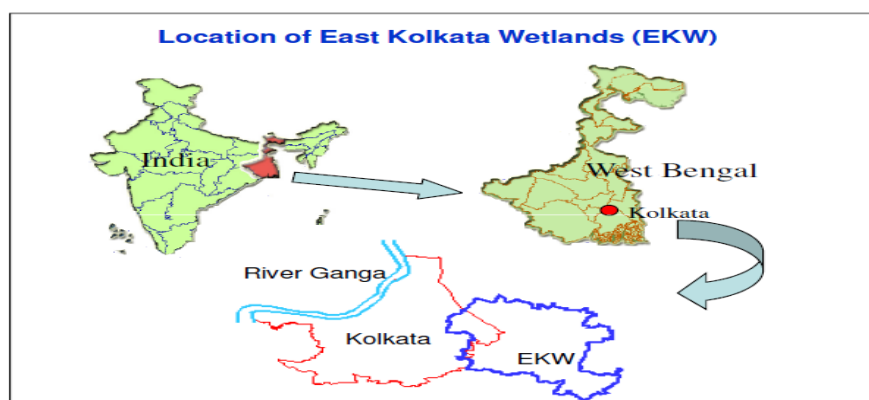 Location of East Kolkata Wetlands (EKW)
India
West Bengal
Kolkata
River Ganga
Kolkata
EKW